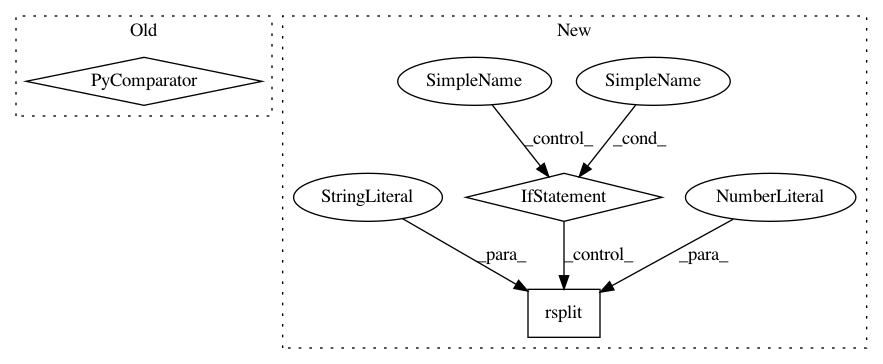 Old
New
PyComparator
SimpleName
SimpleName
_control_
_cond_
StringLiteral
IfStatement
NumberLiteral
_para_
_control_
_para_
rsplit